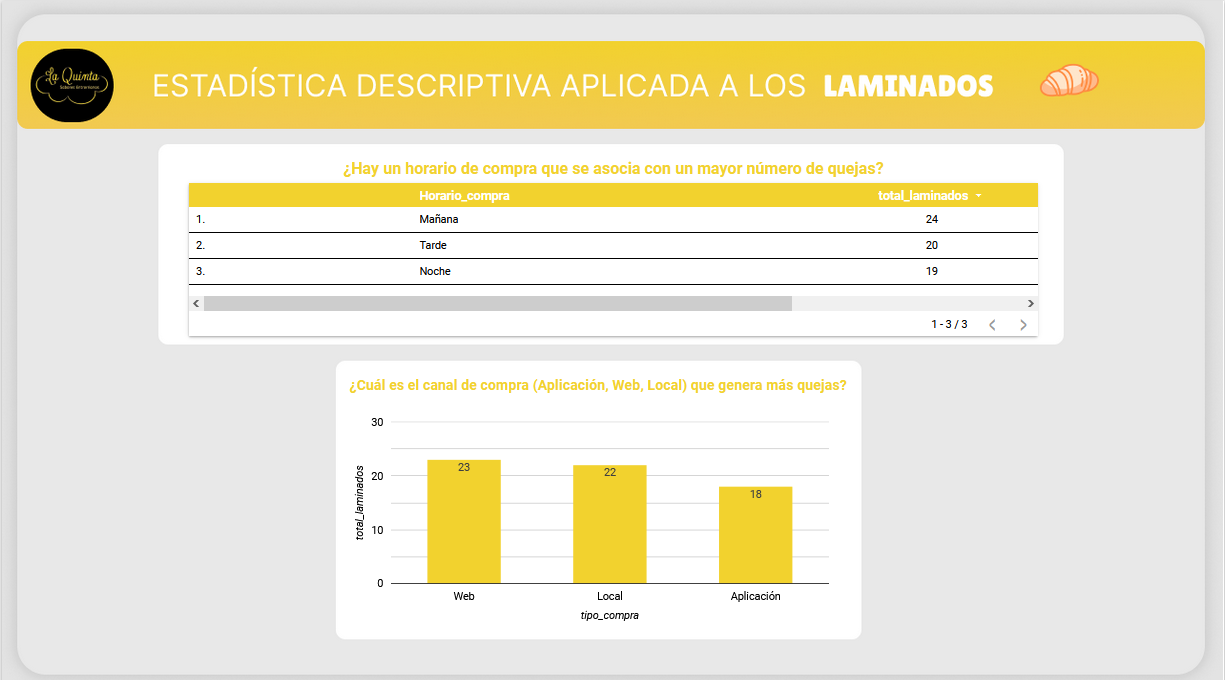 La Quinta
Sabores Entrerrianos
ESTADÍSTICA DESCRIPTIVA APLICADA A LOS LAMINADOS
¿Hay un horario de compra que se asocia con un mayor número de quejas?
Horario_compra total_laminados
1. Mañana 24
2. Tarde 20
3. Noche 19
1 - 3 / 3
¿Cuál es el canal de compra (Aplicación, Web, Local) que genera más quejas?
total_laminados
30
20
10
0
23
22
18
Web Local Aplicación
tipo_compra